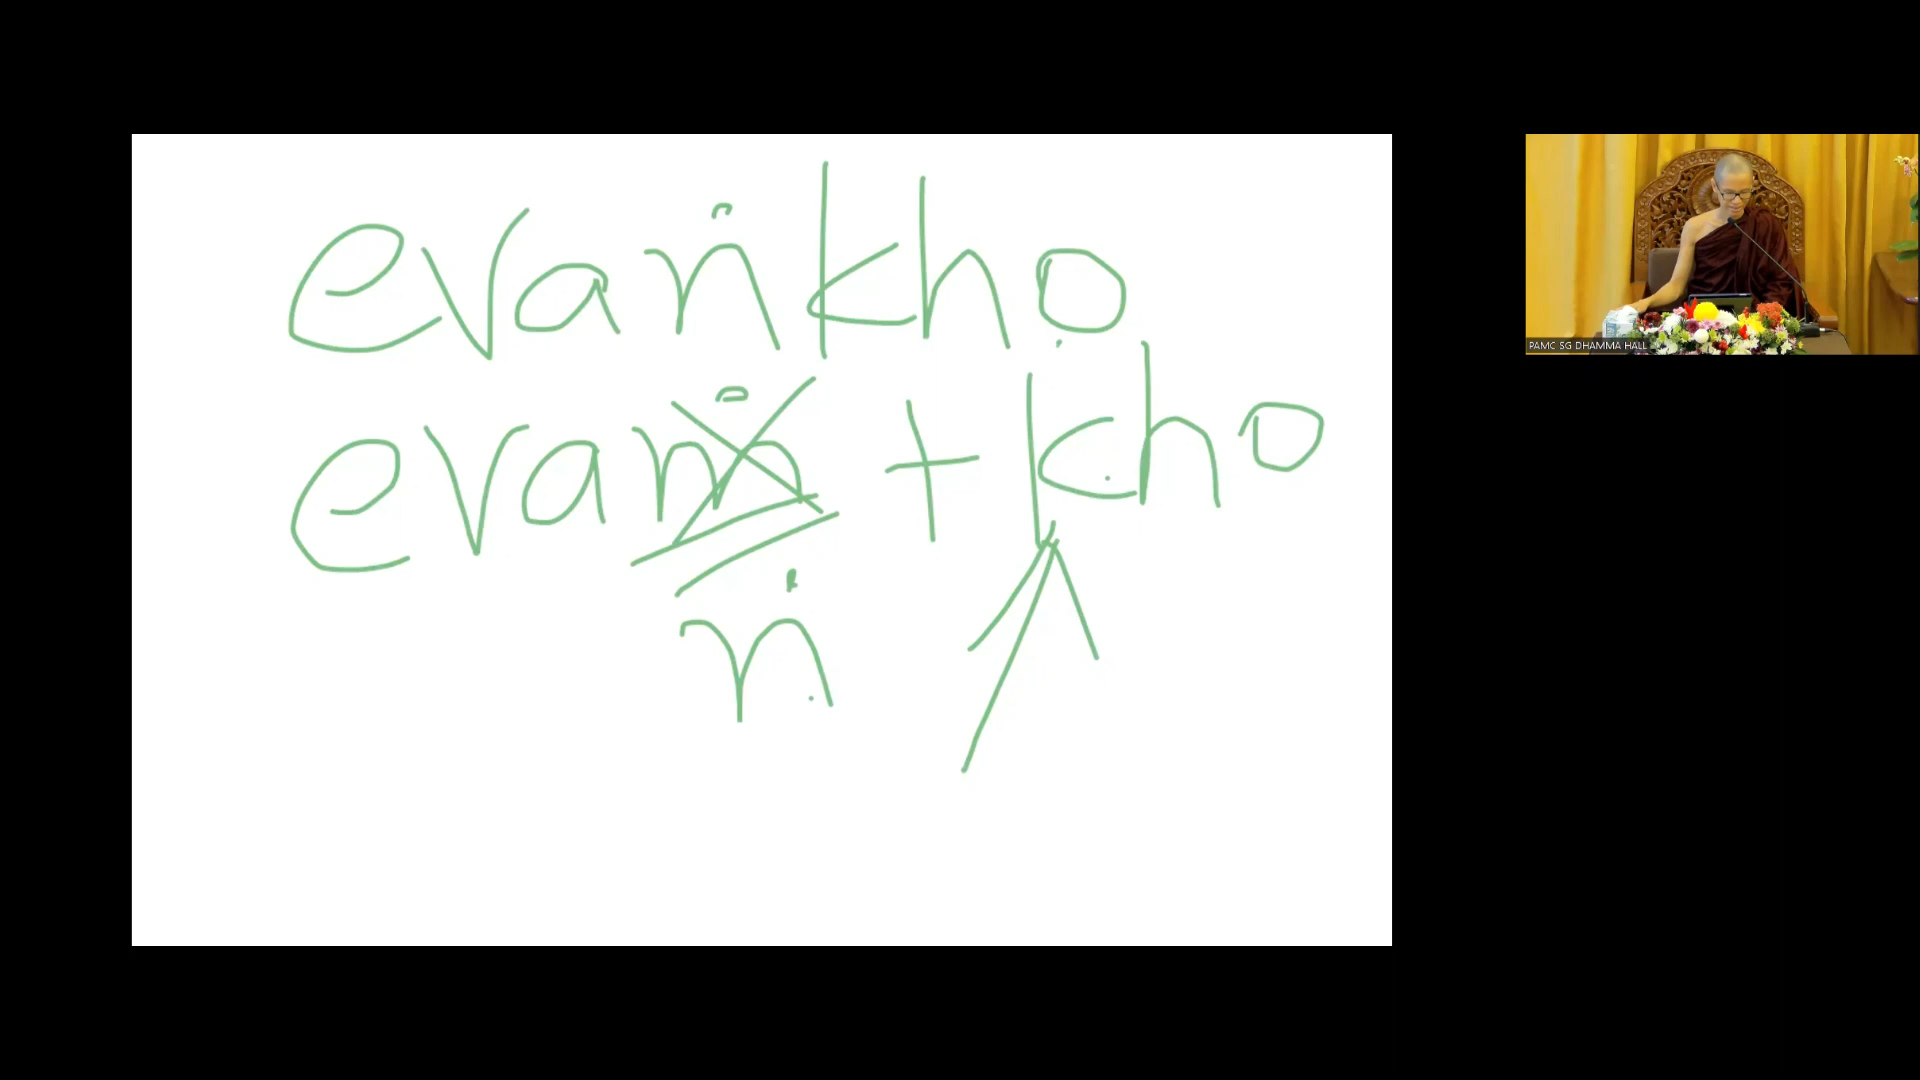 evaṅkho
evaṁ + kho
ṅ
PAMC SG DHAMMA HALL